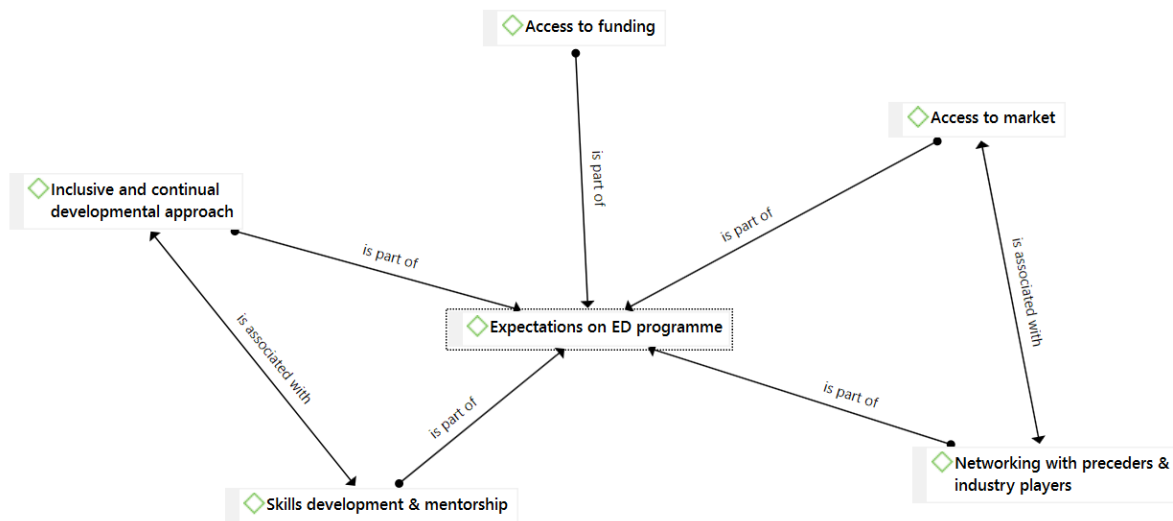 Access to funding
Access to market
is part of
Inclusive and continual
developmental approach
is part of
is part of
is associated with
Expectations on ED programme
is associated with
is part of
is part of
Networking with preceders &
industry players
Skills development & mentorship